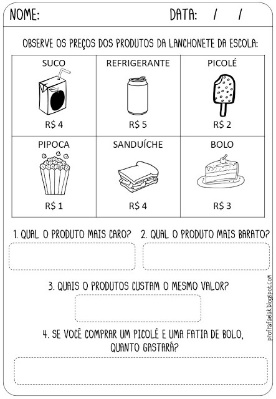 NOME: DATA: / /
OBSERVE OS PREÇOS DOS PRODUTOS DA LANCHONETE DA ESCOLA:
SUCO REFRIGERANTE PICOLÉ
R$ 4 R$ 5 R$ 2
PIPOCA SANDUÍCHE BOLO
R$ 1 R$ 4 R$ 3
1. QUAL O PRODUTO MAIS CARO? 2. QUAL O PRODUTO MAIS BARATO?
3. QUAIS O PRODUTOS CUSTAM O MESMO VALOR?
4. SE VOCÊ COMPRAR UM PICOLÉ E UMA FATIA DE BOLO,
QUANTO GASTARÁ?